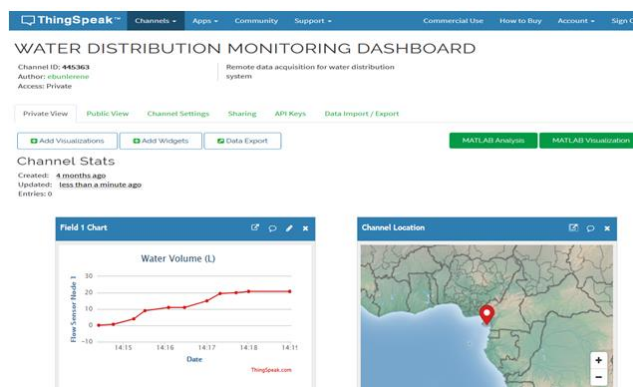 ThingSpeak™ Channels Apps Community Support Commercial Use How to Buy Account Sign
WATER DISTRIBUTION MONITORING DASHBOARD
Channel ID: 445363
Author: ebunlerene
Access: Private
Remote data acquisition for water distribution
system
Private View Public View Channel Settings Sharing API Keys Data Import / Export
Add Visualizations Add Widgets Data Export MATLAB Analysis MATLAB Visualization
Channel Stats
Created: 4 months ago
Updated: less than a minute ago
Entries: 0
Field 1 Chart
Water Volume (L)
Flow Sensor Node 1
30
20
10
0
-10
14:15 14:16 14:17 14:18 14:1
Date
ThingSpeak.com
Channel Location
+
-